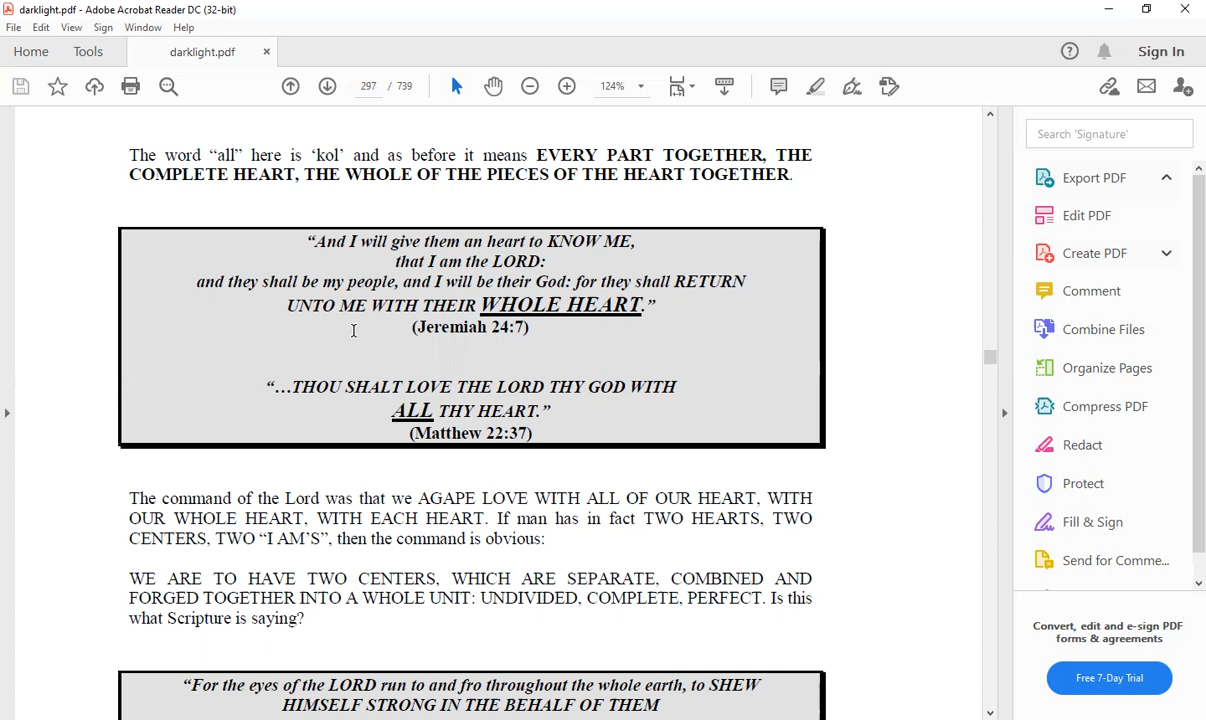 darklight.pdf - Adobe Acrobat Reader DC (32-bit)
File Edit View Sign Window Help
Home Tools darklight.pdf × Sign In
297 / 739 124%
The word “all” here is ‘kol’ and as before it means EVERY PART TOGETHER, THE
COMPLETE HEART, THE WHOLE OF THE PIECES OF THE HEART TOGETHER.
“And I will give them an heart to KNOW ME,
that I am the LORD:
and they shall be my people, and I will be their God: for they shall RETURN
UNTO ME WITH THEIR WHOLE HEART.”
(Jeremiah 24:7)
“…THOU SHALT LOVE THE LORD THY GOD WITH
ALL THY HEART.”
(Matthew 22:37)
The command of the Lord was that we AGAPE LOVE WITH ALL OF OUR HEART, WITH
OUR WHOLE HEART, WITH EACH HEART. If man has in fact TWO HEARTS, TWO
CENTERS, TWO “I AM’S”, then the command is obvious:
WE ARE TO HAVE TWO CENTERS, WHICH ARE SEPARATE, COMBINED AND
FORGED TOGETHER INTO A WHOLE UNIT: UNDIVIDED, COMPLETE, PERFECT. Is this
what Scripture is saying?
“For the eyes of the LORD run to and fro throughout the whole earth, to SHEW
HIMSELF STRONG IN THE BEHALF OF THEM
Search 'Signature'
Export PDF
Edit PDF
Create PDF
Comment
Combine Files
Organize Pages
Compress PDF
Redact
Protect
Fill & Sign
Send for Comme...
Convert, edit and e-sign PDF
forms & agreements
Free 7-Day Trial